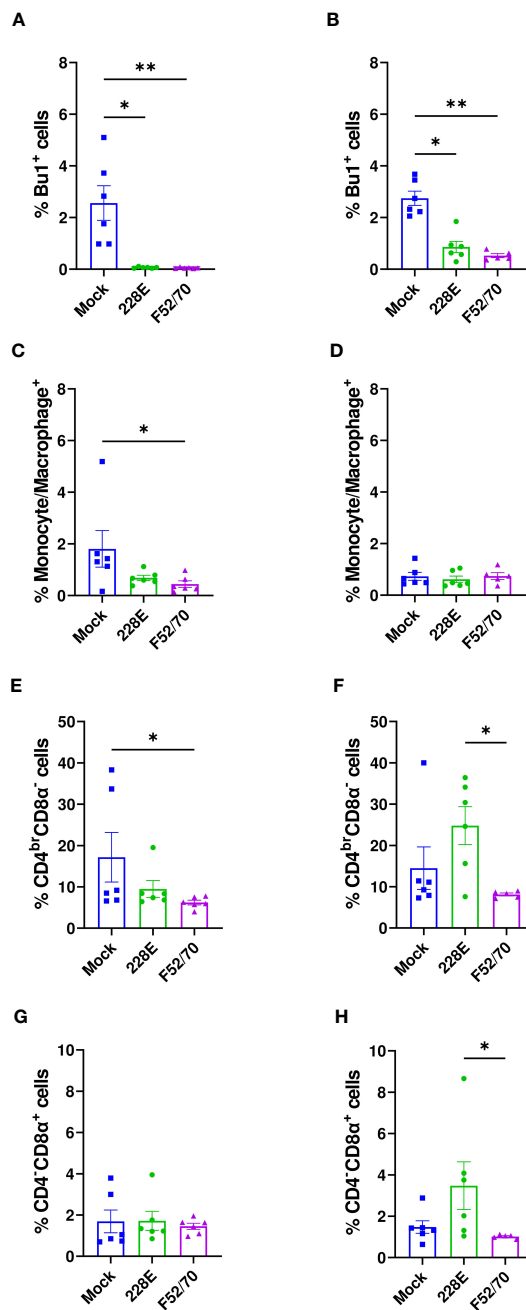 A
% Bu1+ cells
8
6
4
2
0
**
*
Mock
228E
F52/70
B
% Bu1+ cells
8
6
4
2
0
**
*
Mock
228E
F52/70
C
% Monocyte/Macrophage+
8
6
4
2
0
*
Mock
228E
F52/70
D
% Monocyte/Macrophage+
8
6
4
2
0
Mock
228E
F52/70
E
% CD4brCD8α- cells
50
40
30
20
10
0
*
Mock
228E
F52/70
F
% CD4brCD8α- cells
50
40
30
20
10
0
*
Mock
228E
F52/70
G
% CD4-CD8α+ cells
10
8
6
4
2
0
Mock
228E
F52/70
H
% CD4-CD8α+ cells
10
8
6
4
2
0
*
Mock
228E
F52/70